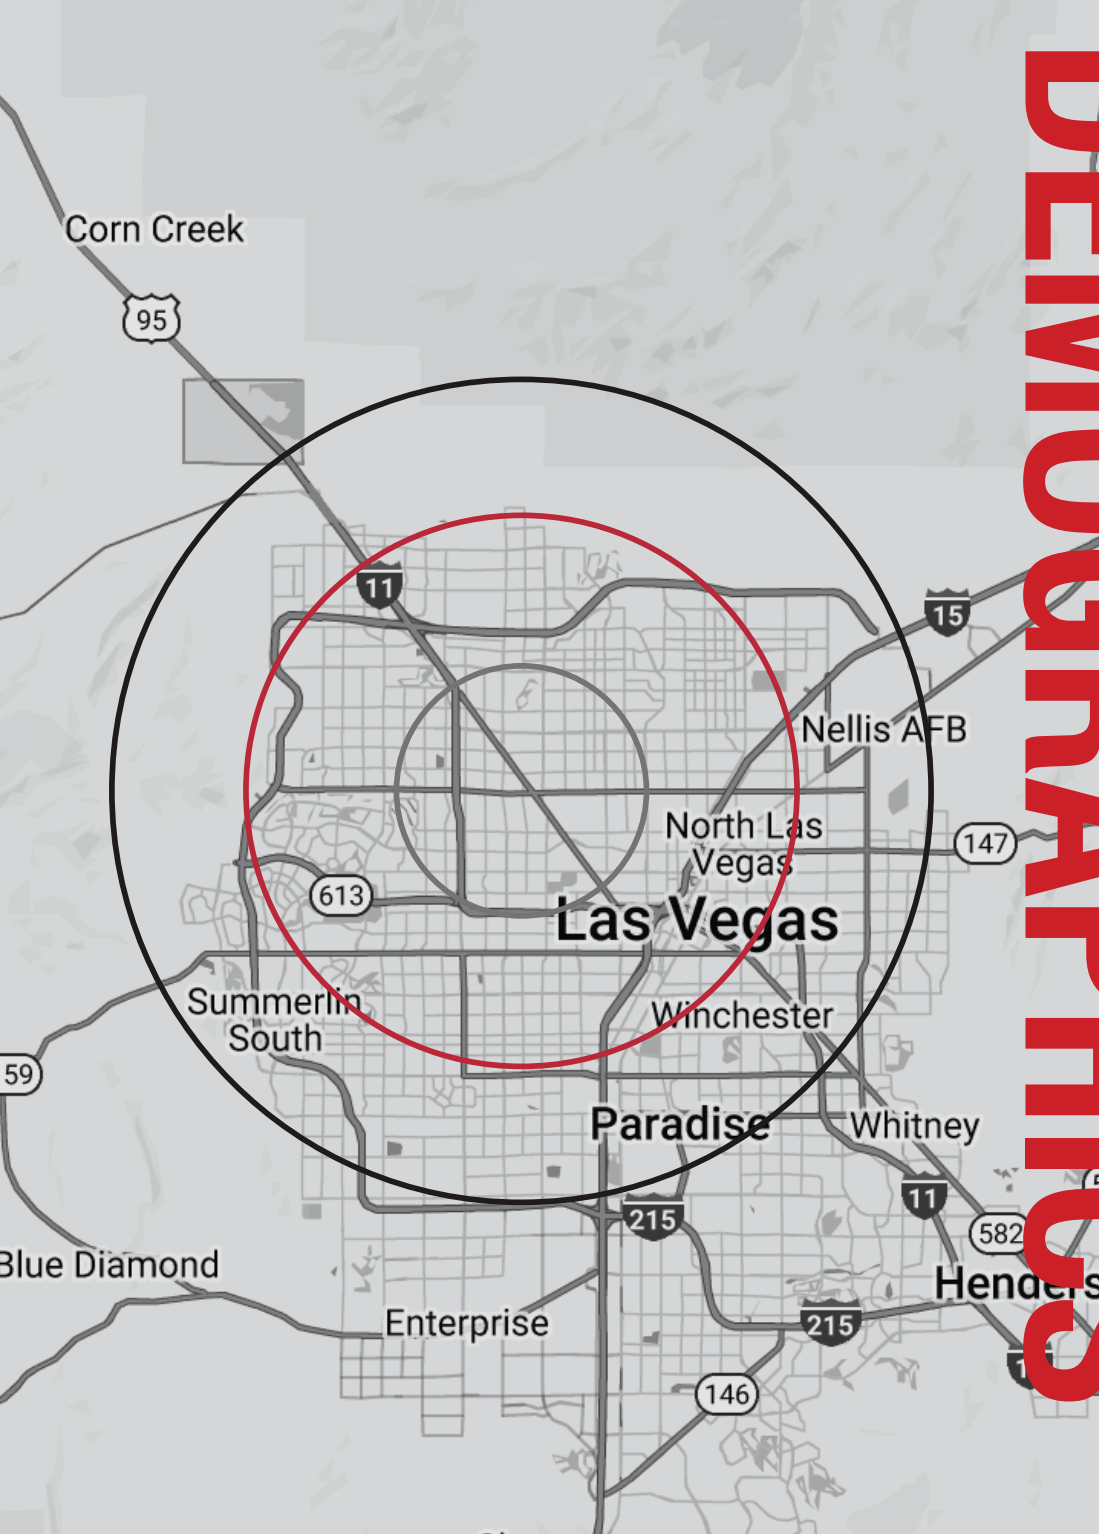 Corn Creek
95
11
15
Nellis AFB
North Las
Vegas
147
613
Las Vegas
Summerlin
South
Winchester
59
Paradise
Whitney
11
215
582
Blue Diamond
Henders
Enterprise
215
146
DEMOGRAPHICS